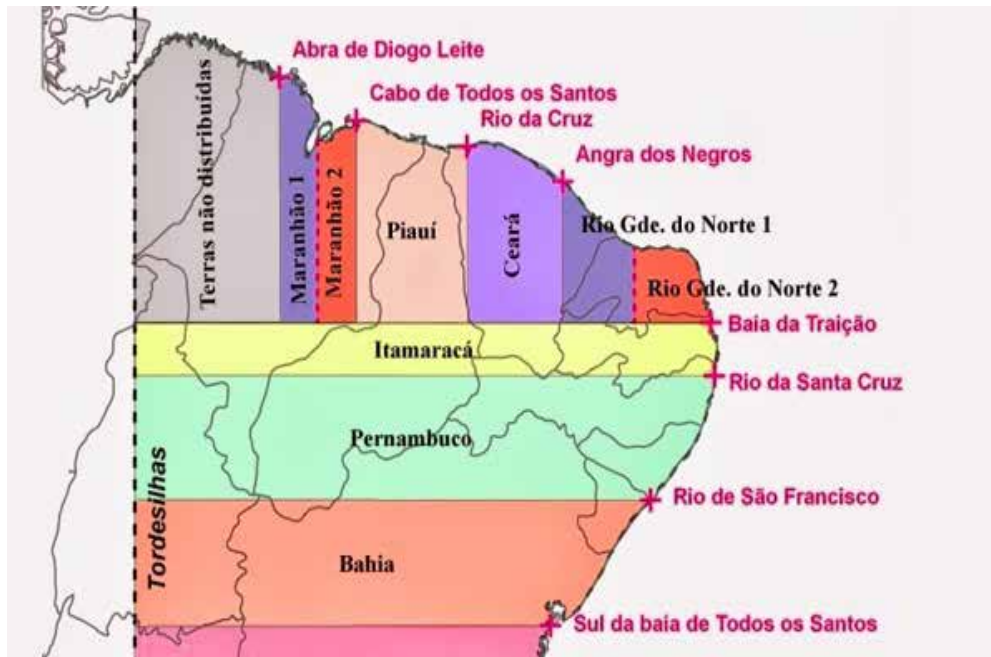 Abra de Diogo Leite
Cabo de Todos os Santos
Rio da Cruz
Angra dos Negros
Terras não distribuídas
Maranhão 1
Maranhão 2
Piauí
Ceará
Rio Gde. do Norte 1
Rio Gde. do Norte 2
Baia da Traição
Itamaracá
Rio da Santa Cruz
Pernambuco
Tordesilhas
Rio de São Francisco
Bahia
Sul da baia de Todos os Santos